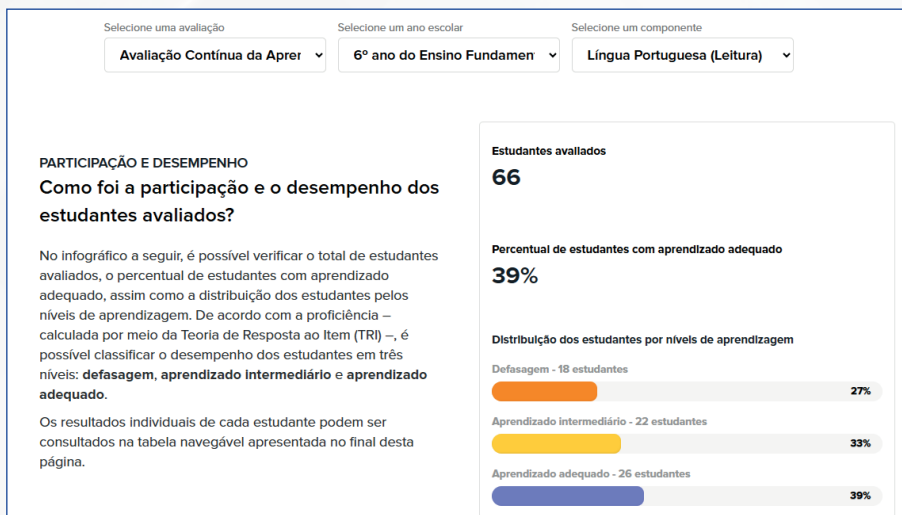 Selecione uma avaliação
Selecione um ano escolar
Selecione um componente
Avaliação Contínua da Aprer
6º ano do Ensino Fundamen
Língua Portuguesa (Leitura)
PARTICIPAÇÃO E DESEMPENHO
Como foi a participação e o desempenho dos
estudantes avaliados?
No infográfico a seguir, é possível verificar o total de estudantes
avaliados, o percentual de estudantes com aprendizado
adequado, assim como a distribuição dos estudantes pelos
níveis de aprendizagem. De acordo com a proficiência –
calculada por meio da Teoria de Resposta ao Item (TRI) –, é
possível classificar o desempenho dos estudantes em três
níveis: defasagem, aprendizado intermediário e aprendizado
adequado.
Os resultados individuais de cada estudante podem ser
consultados na tabela navegável apresentada no final desta
página.
Estudantes avaliados
66
Percentual de estudantes com aprendizado adequado
39%
Distribuição dos estudantes por níveis de aprendizagem
Defasagem - 18 estudantes
27%
Aprendizado intermediário - 22 estudantes
33%
Aprendizado adequado - 26 estudantes
39%